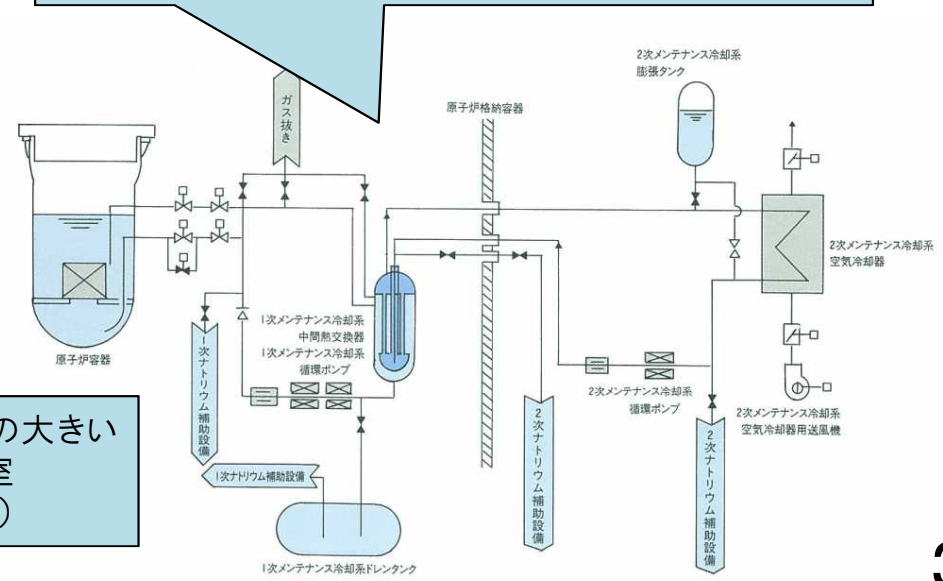 2次メンテナンス冷却系
膨張タンク
ガス抜き
原子炉格納容器
2次メンテナンス冷却系
空気冷却器
1次メンテナンス冷却系
中間熱交換器
1次メンテナンス冷却系
循環ポンプ
原子炉容器
1次ナトリウム補助設備
2次メンテナンス冷却系
循環ポンプ
2次メンテナンス冷却系
空気冷却器用送風機
の大きい
室
)
1次ナトリウム補助設備
2次ナトリウム補助設備
2次ナトリウム補助設備
1次メンテナンス冷却系ドレンタンク